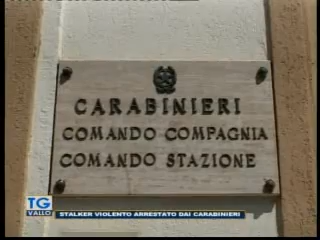 CARABINIERI
COMANDO COMPAGNIA
COMANDO STAZIONE
TG
VALLO
STALKER VIOLENTO ARRESTATO DAI CARABINIERI